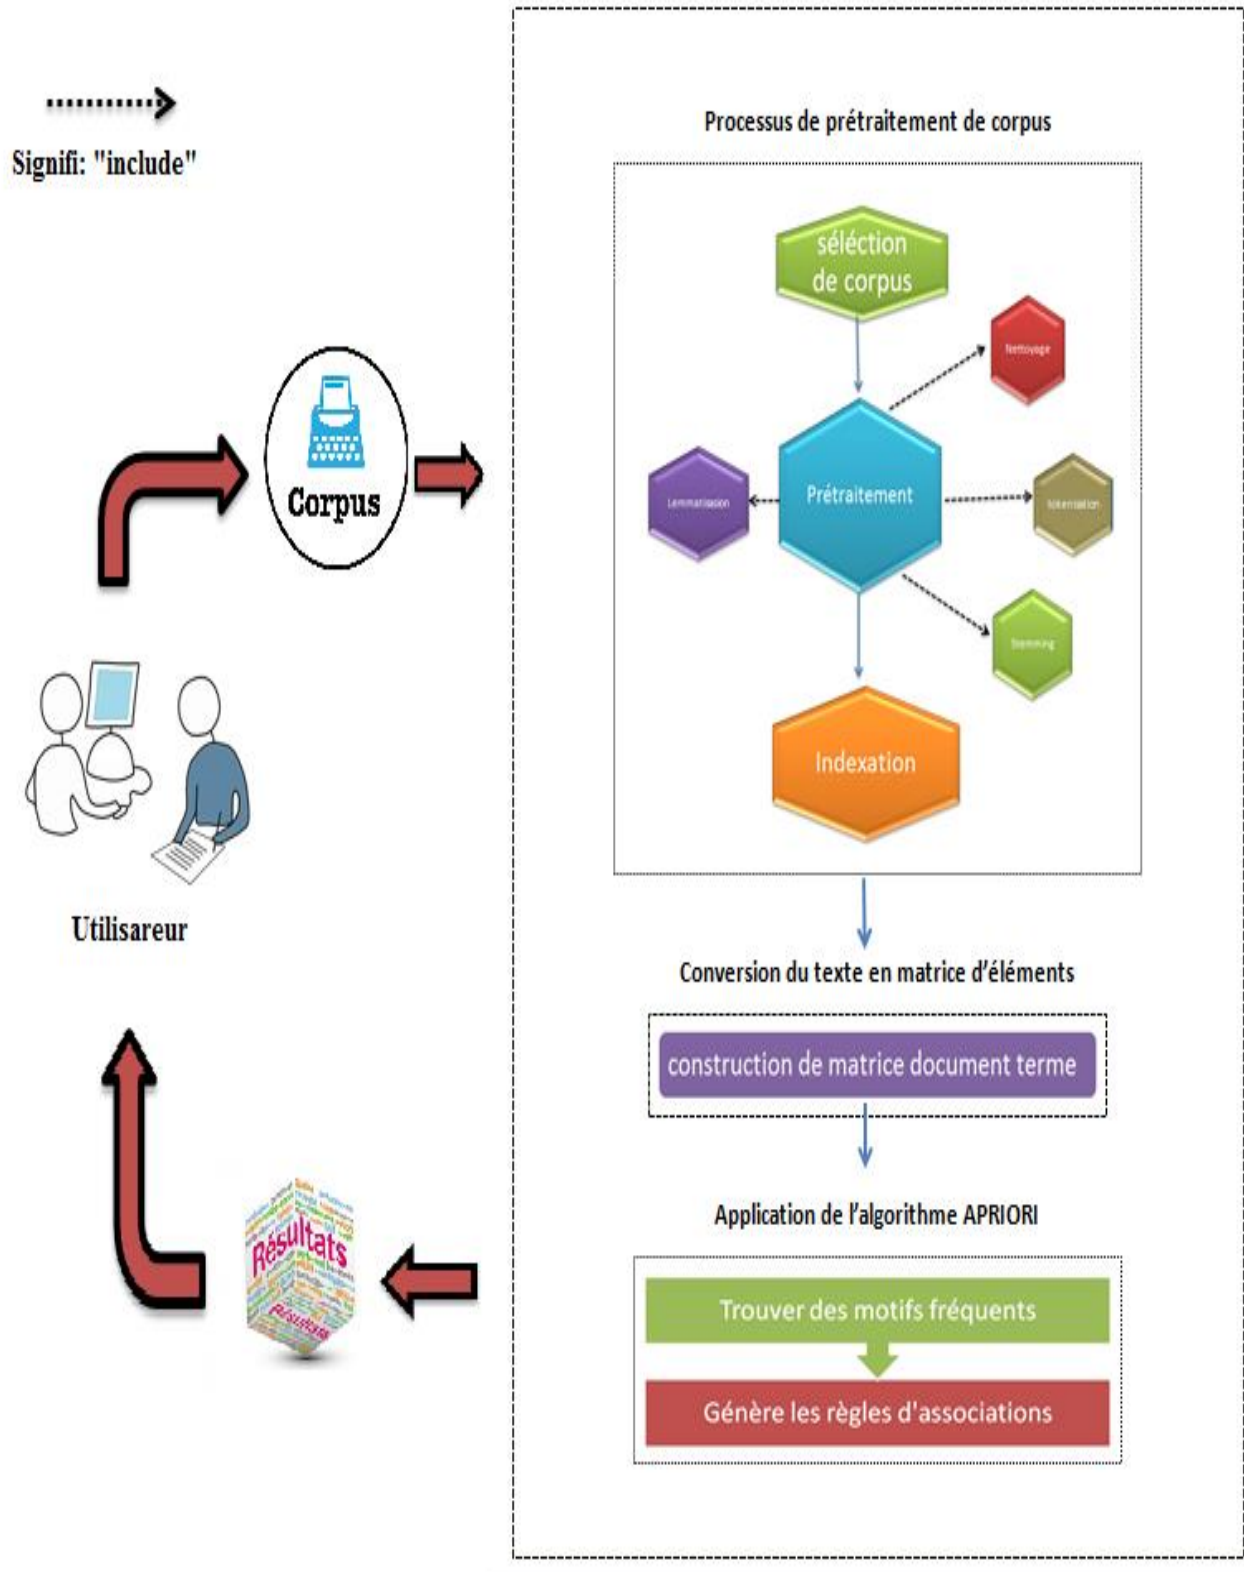 Signifi: "include"
Corpus
Utilisareur
Résultats
Résultats
Processus de prétraitement de corpus
séléction
de corpus
Nettoyage
Lemmatisation
Prétraitement
tokenisation
Stemming
Indexation
Conversion du texte en matrice d'éléments
construction de matrice document terme
Application de l'algorithme APRIORI
Trouver des motifs fréquents
Génère les règles d'associations